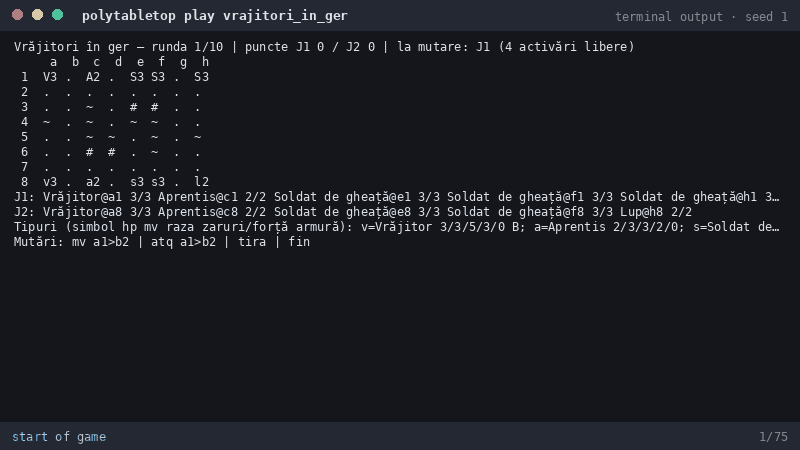 polytabletop play vrajitori_in_ger
terminal output · seed 1
Vrăjitori în ger — runda 1/10 | puncte J1 0 / J2 0 | la mutare: J1 (4 activări libere)
a b c d e f g h
1 V3 . A2 . S3 S3 . S3
2 . . . . . . . .
3 . . ~ . # # . .
4 ~ . ~ . ~ ~ . .
5 . . ~ ~ . ~ . ~
6 . . # # . ~ . .
7 . . . . . . . .
8 v3 . a2 . s3 s3 . l2
J1: Vrăjitor@a1 3/3 Aprentis@c1 2/2 Soldat de gheață@e1 3/3 Soldat de gheață@f1 3/3 Soldat de gheață@h1 3…
J2: Vrăjitor@a8 3/3 Aprentis@c8 2/2 Soldat de gheață@e8 3/3 Soldat de gheață@f8 3/3 Lup@h8 2/2
Tipuri (simbol hp mv raza zaruri/forță armură): v=Vrăjitor 3/3/5/3/0 B; a=Aprentis 2/3/3/2/0; s=Soldat de…
Mutări: mv a1>b2 | atq a1>b2 | tira | fin
start of game
1/75